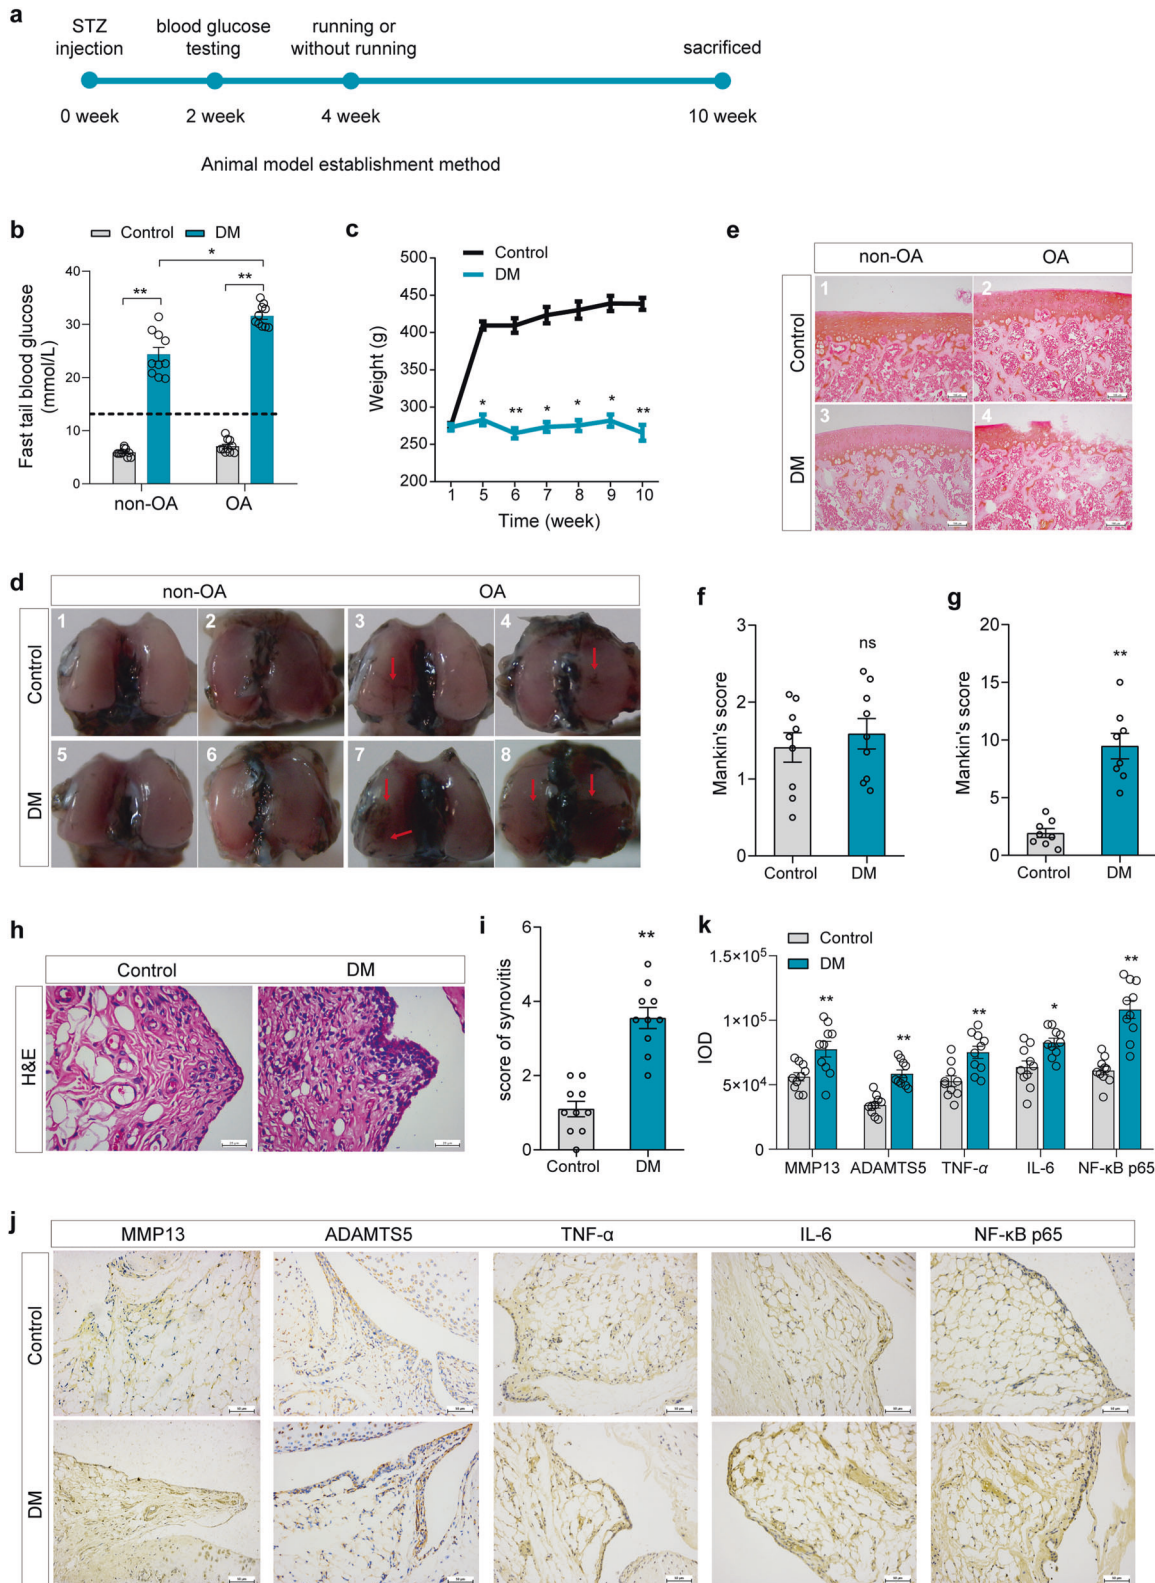 a
STZ
injection
blood glucose
testing
running or
without running
sacrificed
0 week
2 week
4 week
10 week
Animal model establishment method
b
Control
DM
*
**
**
Fast tail blood glucose
(mmol/L)
40
30
20
10
0
non-OA
OA
c
Control
DM
Weight (g)
450
400
350
300
250
200
* ** * * * **
1 5 6 7 8 9 10
Time (week)
e
non-OA
OA
Control
DM
1
2
3
4
d
non-OA
OA
Control
DM
1
2
3
4
5
6
7
8
f
Mankin's score
3
2
1
0
ns
Control
DM
g
Mankin's score
20
15
10
5
0
**
Control
DM
h
Control
DM
H&E
i
score of synovitis
6
4
2
0
**
Control
DM
k
Control
DM
IOD
1.5×10⁵
1×10⁵
5×10⁴
0
** ** ** * **
MMP13
ADAMTS5
TNF-α
IL-6
NF-κB p65
j
MMP13
ADAMTS5
TNF-α
IL-6
NF-κB p65
Control
DM